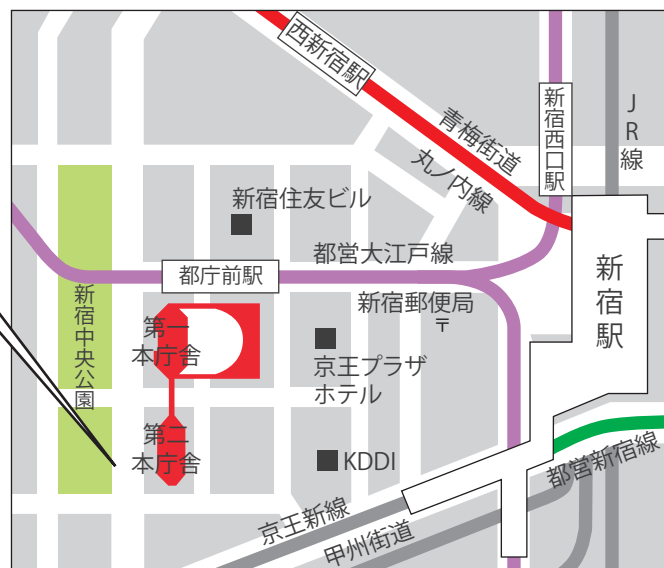 西新宿駅
青梅街道
丸ノ内線
新宿西口駅
JR線
新宿住友ビル
都営大江戸線
都庁前駅
新宿郵便局
〒
新宿駅
新宿中央公園
第一
本庁舎
京王プラザ
ホテル
第二
本庁舎
KDDI
都営新宿線
京王新線
甲州街道